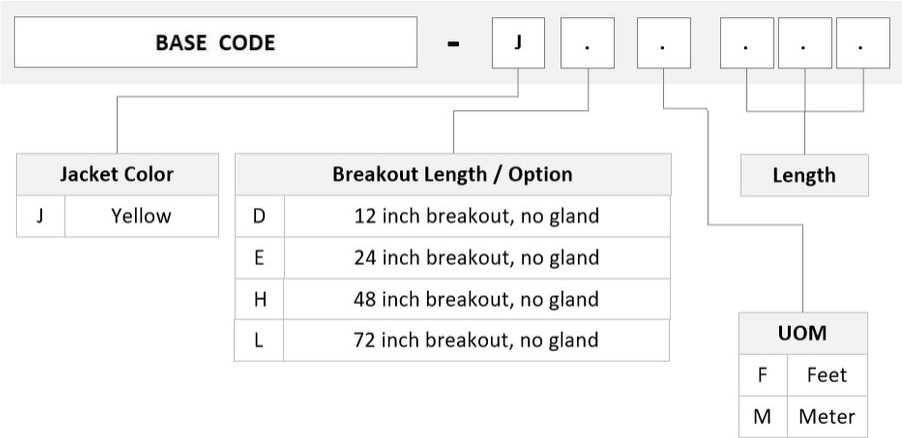 BASE CODE - J . . . . .
Jacket Color
J Yellow
Breakout Length / Option
D 12 inch breakout, no gland
E 24 inch breakout, no gland
H 48 inch breakout, no gland
L 72 inch breakout, no gland
Length
UOM
F Feet
M Meter